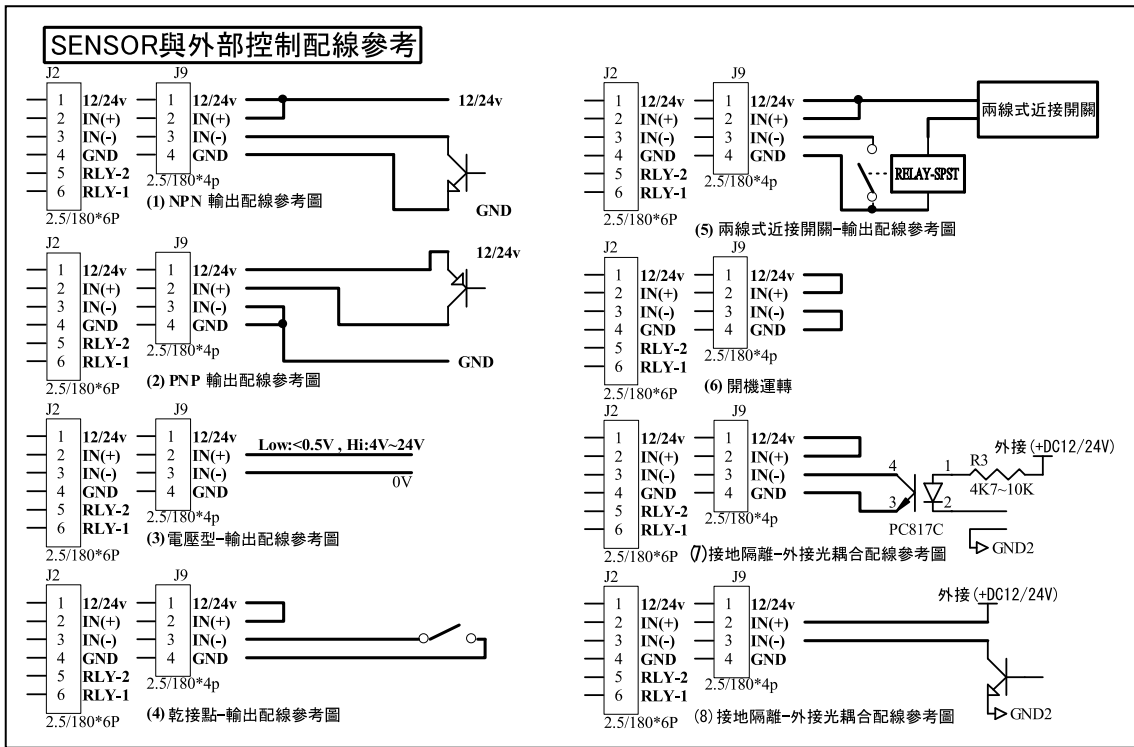 SENSOR與外部控制配線參考
J2
J9
1 12/24v
2 IN(+)
3 IN(-)
4 GND
5 RLY-2
6 RLY-1
2.5/180*6P
1 12/24v
2 IN(+)
3 IN(-)
4 GND
2.5/180*4p
12/24v
GND
(1) NPN 輸出配線參考圖
J2
J9
1 12/24v
2 IN(+)
3 IN(-)
4 GND
5 RLY-2
6 RLY-1
2.5/180*6P
1 12/24v
2 IN(+)
3 IN(-)
4 GND
2.5/180*4p
12/24v
GND
(2) PNP 輸出配線參考圖
J2
J9
1 12/24v
2 IN(+)
3 IN(-)
4 GND
5 RLY-2
6 RLY-1
2.5/180*6P
1 12/24v
2 IN(+)
3 IN(-)
4 GND
2.5/180*4p
Low:<0.5V , Hi:4V~24V
0V
(3) 電壓型-輸出配線參考圖
J2
J9
1 12/24v
2 IN(+)
3 IN(-)
4 GND
5 RLY-2
6 RLY-1
2.5/180*6P
1 12/24v
2 IN(+)
3 IN(-)
4 GND
2.5/180*4p
(4) 乾接點-輸出配線參考圖
J2
J9
1 12/24v
2 IN(+)
3 IN(-)
4 GND
5 RLY-2
6 RLY-1
2.5/180*6P
1 12/24v
2 IN(+)
3 IN(-)
4 GND
2.5/180*4p
兩線式近接開關
RELAY-SPST
(5) 兩線式近接開關-輸出配線參考圖
J2
J9
1 12/24v
2 IN(+)
3 IN(-)
4 GND
5 RLY-2
6 RLY-1
2.5/180*6P
1 12/24v
2 IN(+)
3 IN(-)
4 GND
2.5/180*4p
(6) 開機運轉
J2
J9
1 12/24v
2 IN(+)
3 IN(-)
4 GND
5 RLY-2
6 RLY-1
2.5/180*6P
1 12/24v
2 IN(+)
3 IN(-)
4 GND
2.5/180*4p
外接(+DC12/24V)
4
1
R3
4K7~10K
3
2
PC817C
GND2
(7)接地隔離-外接光耦合配線參考圖
J2
J9
1 12/24v
2 IN(+)
3 IN(-)
4 GND
5 RLY-2
6 RLY-1
2.5/180*6P
1 12/24v
2 IN(+)
3 IN(-)
4 GND
2.5/180*4p
外接(+DC12/24V)
GND2
(8)接地隔離-外接光耦合配線參考圖